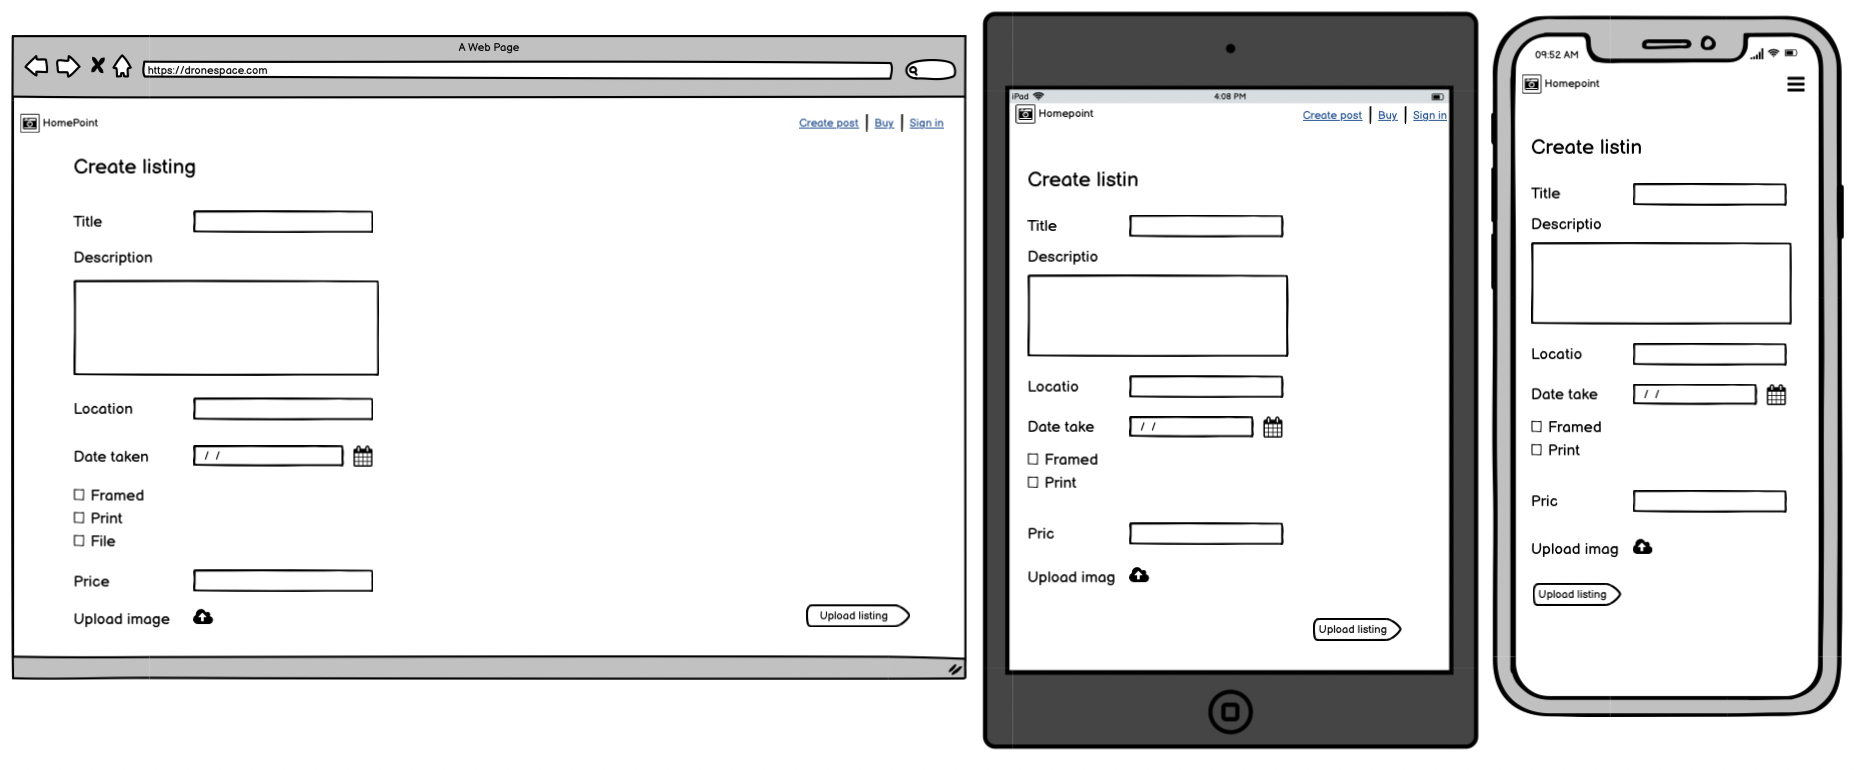 A Web Page
https://dronespace.com
HomePoint
Create post Buy Sign in
Create listing
Title
Description
Location
Date taken / /
Framed
Print
File
Price
Upload image
Upload listing
iPad 4:08 PM
Homepoint
Create post Buy Sign in
Create listin
Title
Descriptio
Locatio
Date take / /
Framed
Print
Pric
Upload imag
Upload listing
09:52 AM
Homepoint
Create listin
Title
Descriptio
Locatio
Date take / /
Framed
Print
Pric
Upload imag
Upload listing